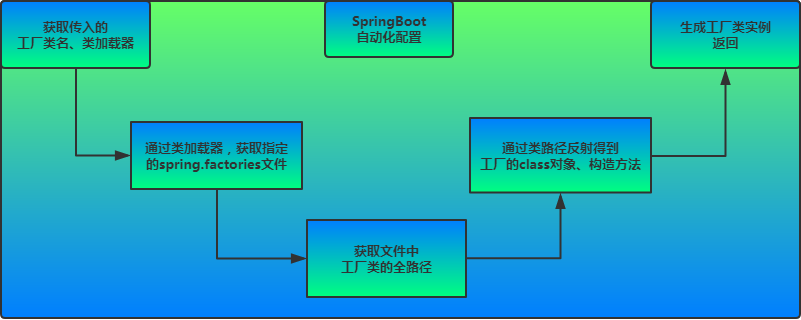 获取传入的
工厂类名、类加载器
SpringBoot
自动化配置
生成工厂类实例
返回
通过类加载器，获取指定
的spring.factories文件
通过类路径反射得到
工厂的class对象、构造方法
获取文件中
工厂类的全路径